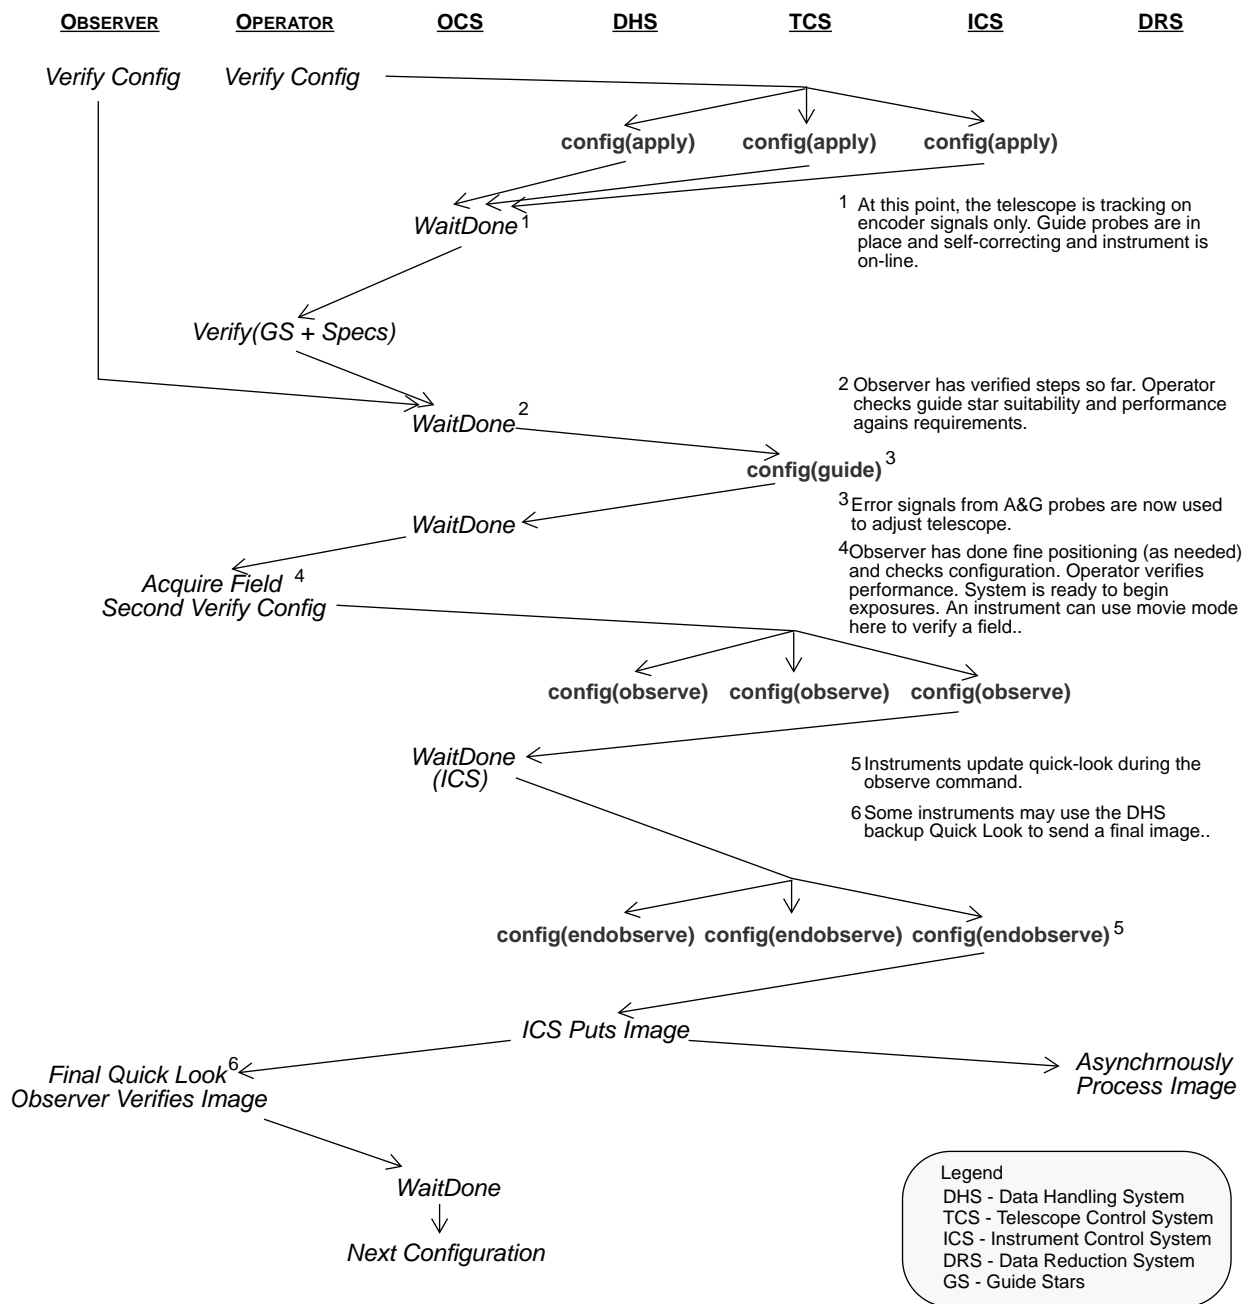 OBSERVER OPERATOR OCS DHS TCS ICS DRS
Verify Config Verify Config
config(apply) config(apply) config(apply)
WaitDone 1
1 At this point, the telescope is tracking on
encoder signals only. Guide probes are in
place and self-correcting and instrument is
on-line.
Verify(GS + Specs)
WaitDone 2
2 Observer has verified steps so far. Operator
checks guide star suitability and performance
agains requirements.
config(guide) 3
WaitDone
3 Error signals from A&G probes are now used
to adjust telescope.
Acquire Field 4
Second Verify Config
4 Observer has done fine positioning (as needed)
and checks configuration. Operator verifies
performance. System is ready to begin
exposures. An instrument can use movie mode
here to verify a field..
config(observe) config(observe) config(observe)
WaitDone
(ICS)
5 Instruments update quick-look during the
observe command.
6 Some instruments may use the DHS
backup Quick Look to send a final image..
config(endobserve) config(endobserve) config(endobserve) 5
ICS Puts Image
Final Quick Look 6
Observer Verifies Image
Asynchrnously
Process Image
WaitDone
Next Configuration
Legend
DHS - Data Handling System
TCS - Telescope Control System
ICS - Instrument Control System
DRS - Data Reduction System
GS - Guide Stars